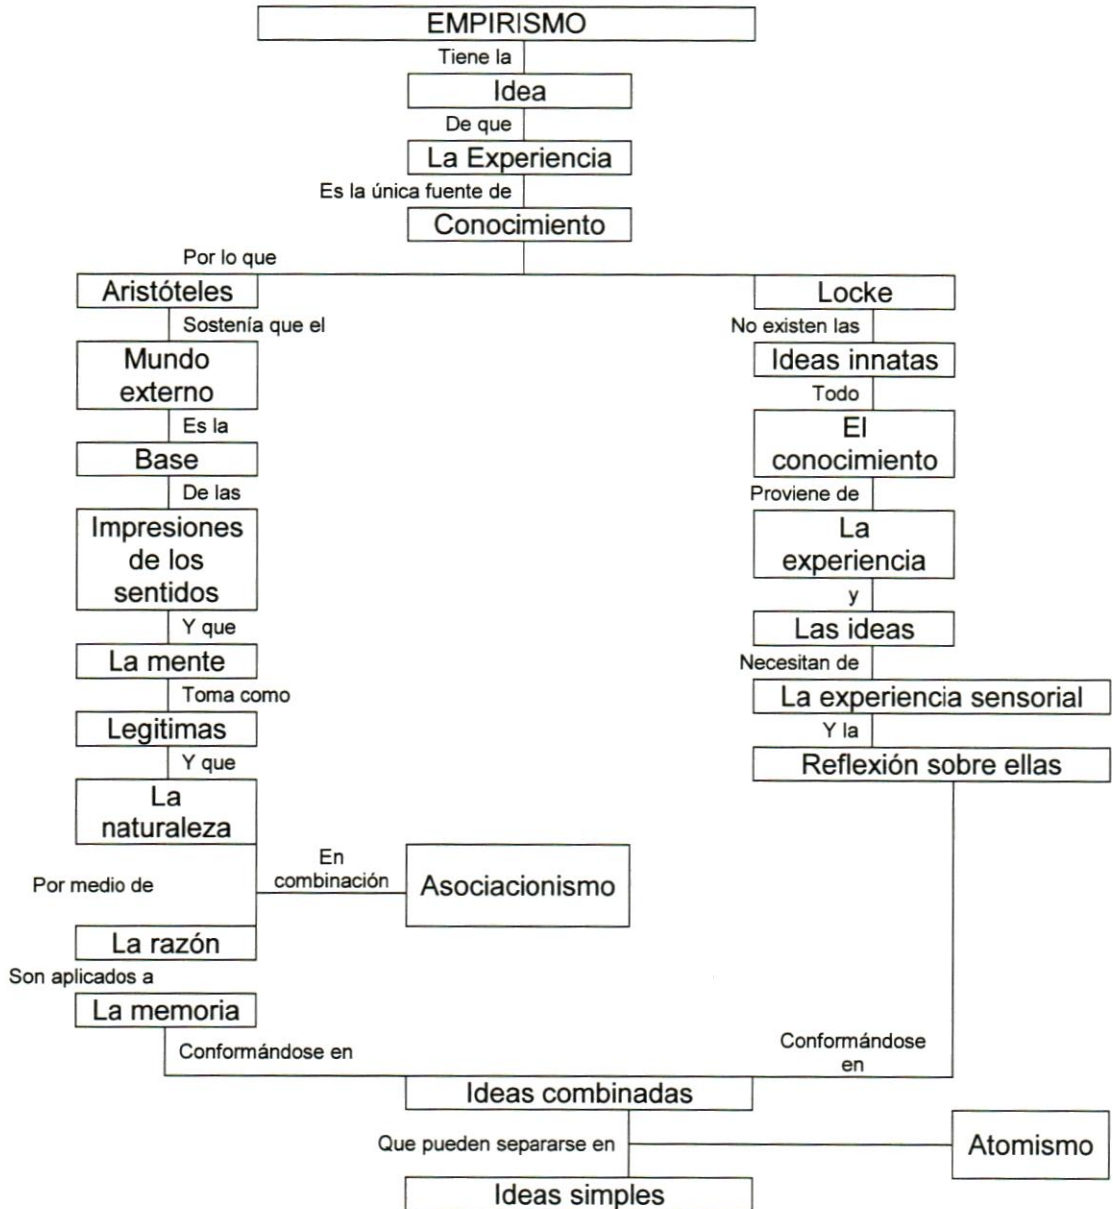 EMPIRISMO
Tiene la
Idea
De que
La Experiencia
Es la única fuente de
Conocimiento
Por lo que
Aristóteles
Sostenía que el
Mundo
externo
Es la
Base
De las
Impresiones
de los
sentidos
Y que
La mente
Toma como
Legitimas
Y que
La
naturaleza
Por medio de
En
combinación
Asociacionismo
La razón
Son aplicados a
La memoria
Conformándose en
Locke
No existen las
Ideas innatas
Todo
El
conocimiento
Proviene de
La
experiencia
y
Las ideas
Necesitan de
La experiencia sensorial
Y la
Reflexión sobre ellas
Conformándose
en
Ideas combinadas
Que pueden separarse en
Atomismo
Ideas simples